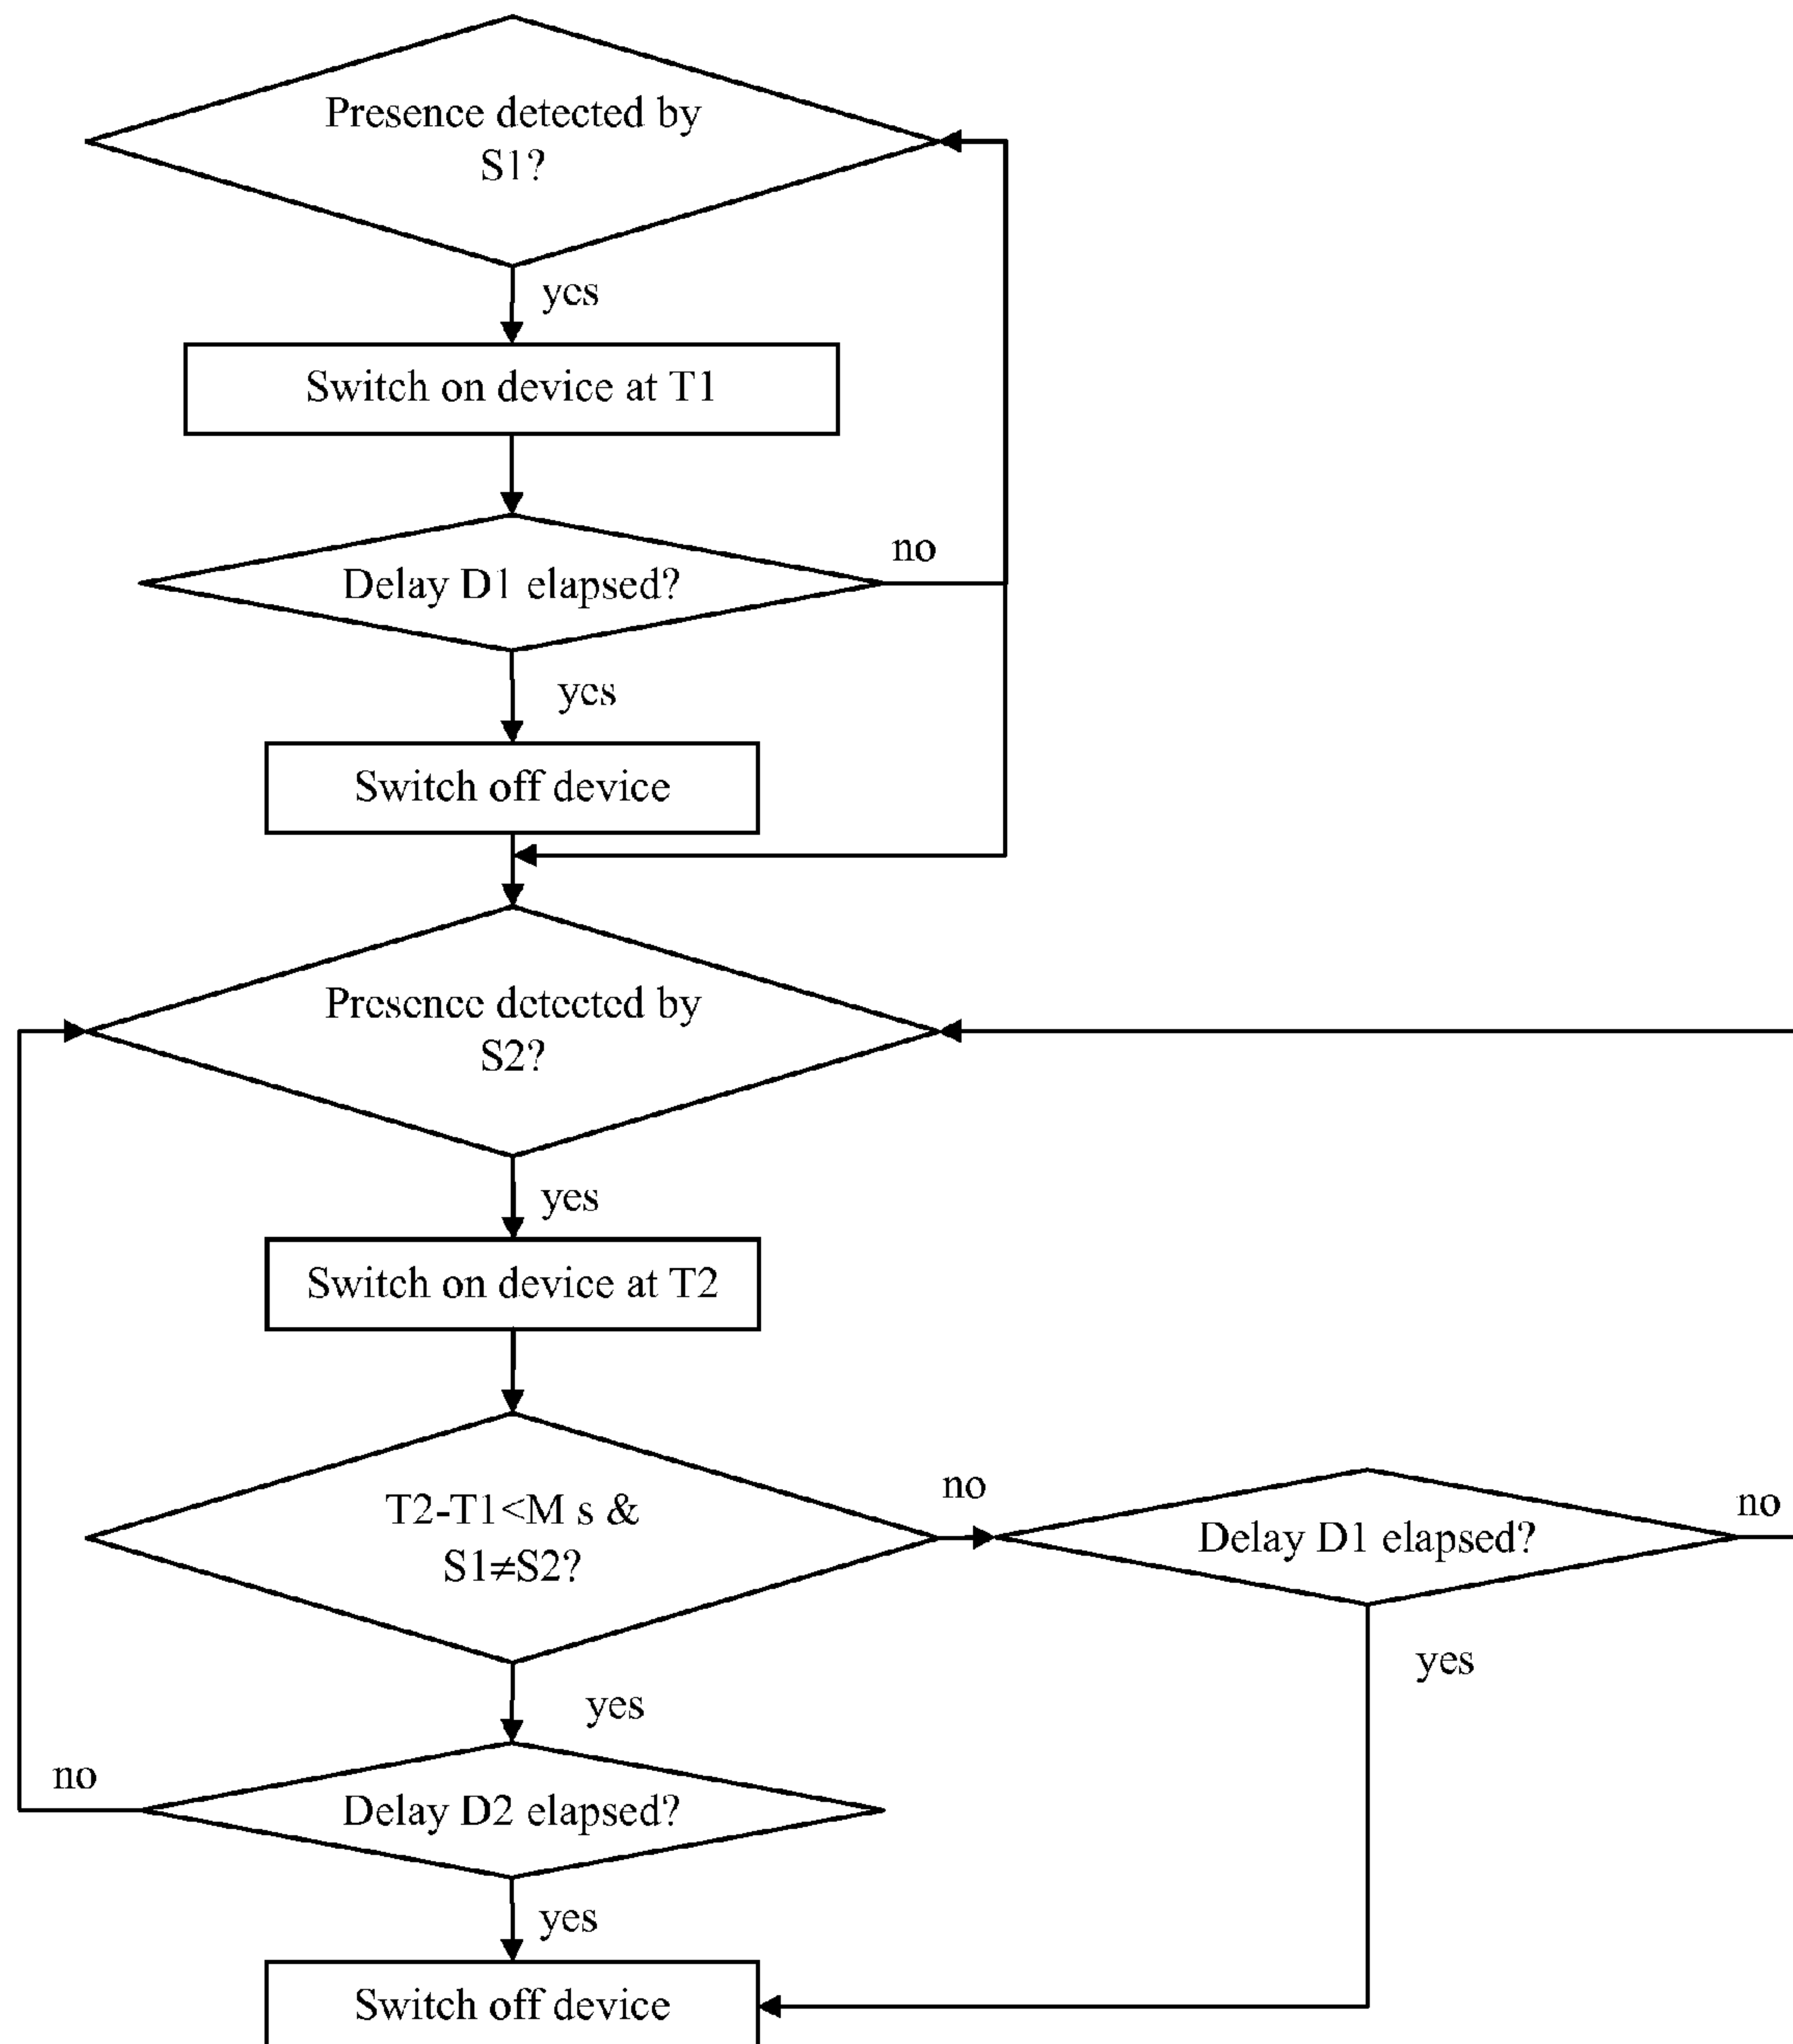 Presence detected by
S1?
yes
Switch on device at T1
Delay D1 elapsed?
no
yes
Switch off device
Presence detected by
S2?
yes
Switch on device at T2
T2-T1<M s &
S1≠S2?
no
Delay D1 elapsed?
no
yes
yes
no
Delay D2 elapsed?
yes
Switch off device